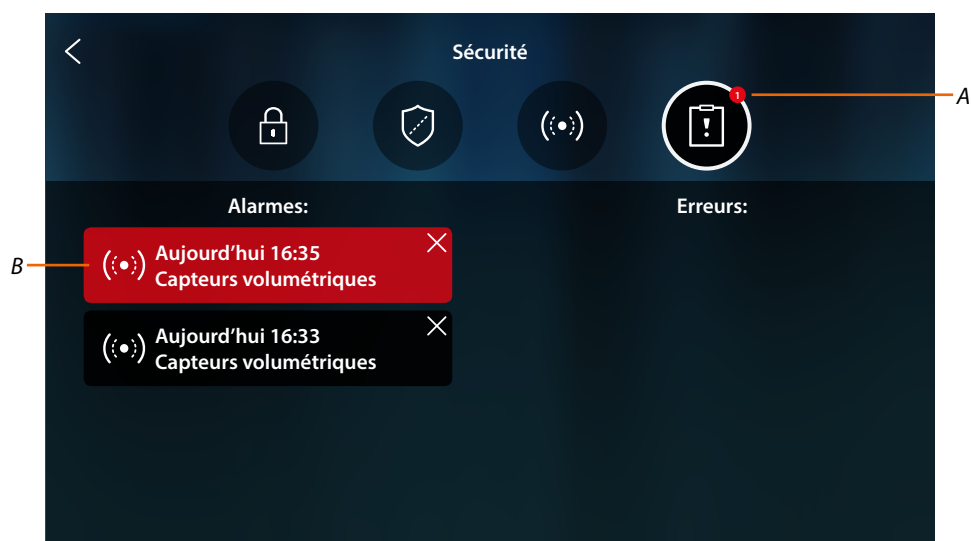 Sécurité
1
A
Alarmes:
Erreurs:
B
Aujourd’hui 16:35
Capteurs volumétriques
Aujourd’hui 16:33
Capteurs volumétriques